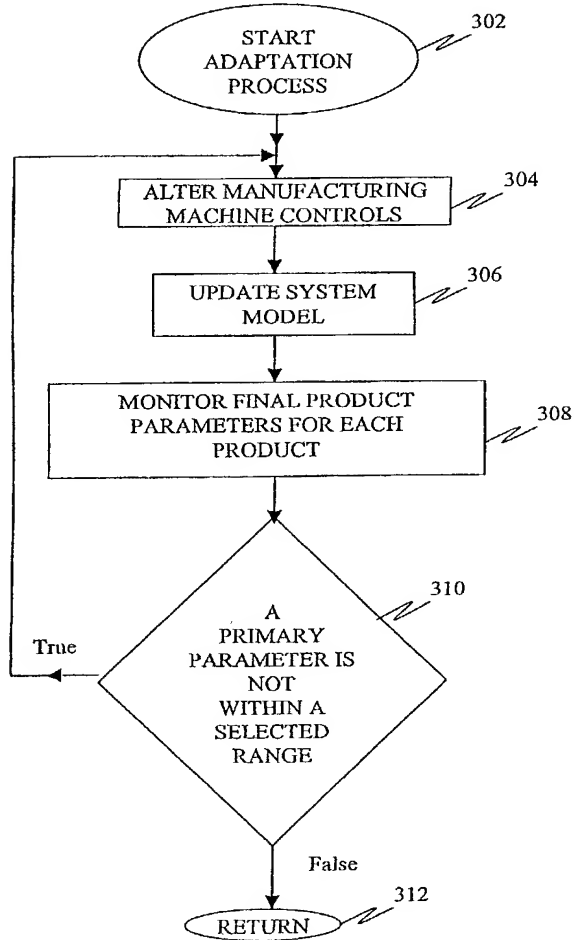 START
ADAPTATION
PROCESS
302
ALTER MANUFACTURING
MACHINE CONTROLS
304
UPDATE SYSTEM
MODEL
306
MONITOR FINAL PRODUCT
PARAMETERS FOR EACH
PRODUCT
308
A
PRIMARY
PARAMETER IS
NOT
WITHIN A
SELECTED
RANGE
310
True
False
RETURN
312